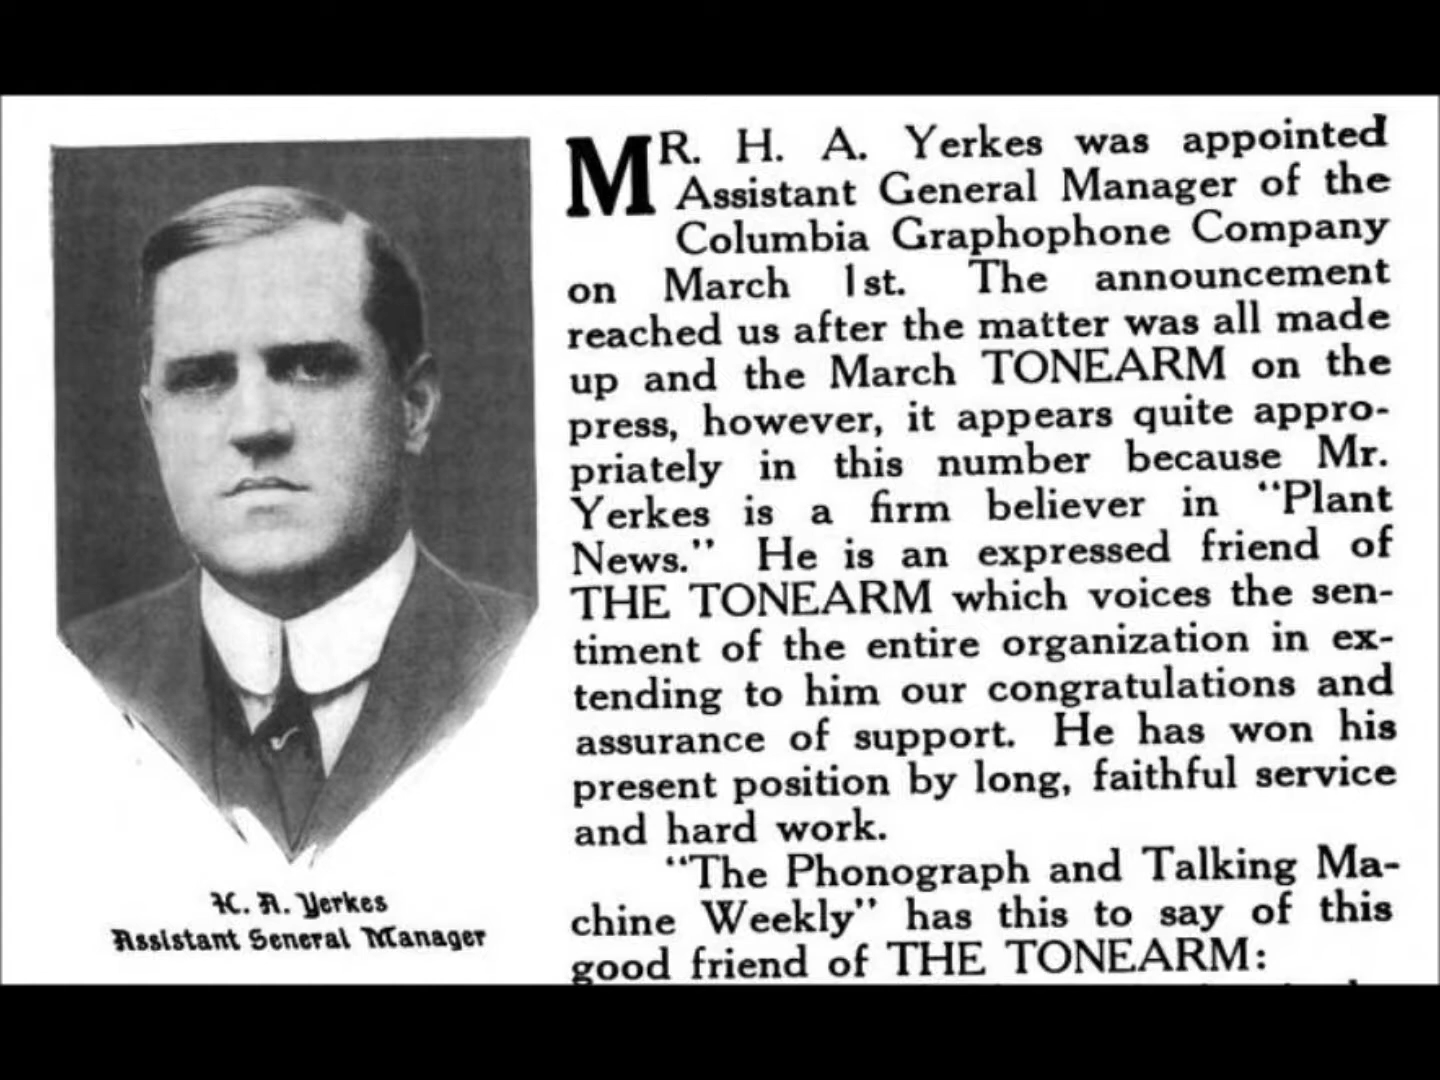 H. A. Yerkes
Assistant General Manager
MR. H. A. Yerkes was appointed
Assistant General Manager of the
Columbia Graphophone Company
on March 1st. The announcement
reached us after the matter was all made
up and the March TONEARM on the
press, however, it appears quite appro-
priately in this number because Mr.
Yerkes is a firm believer in "Plant
News." He is an expressed friend of
THE TONEARM which voices the sen-
timent of the entire organization in ex-
tending to him our congratulations and
assurance of support. He has won his
present position by long, faithful service
and hard work.
"The Phonograph and Talking Ma-
chine Weekly" has this to say of this
good friend of THE TONEARM: